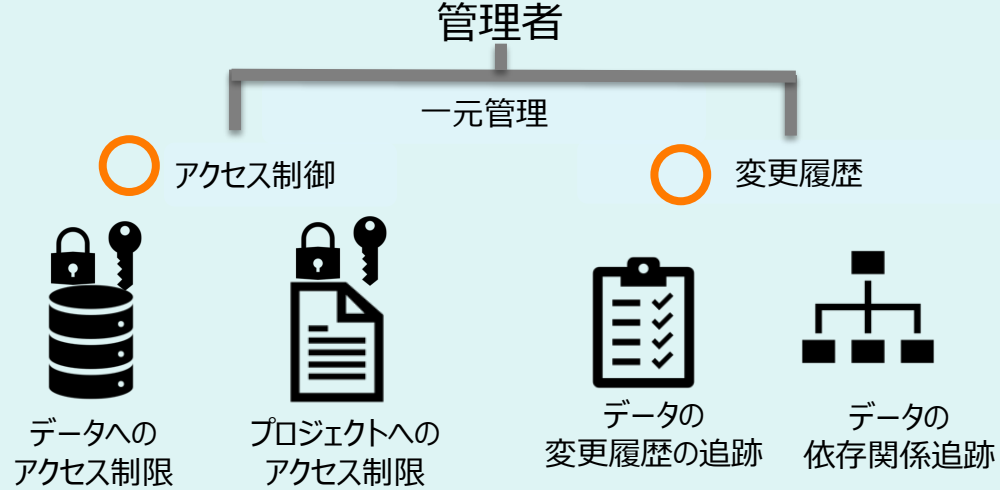 管理者
一元管理
アクセス制御
変更履歴
データへの
アクセス制限
プロジェクトへの
アクセス制限
データの
変更履歴の追跡
データの
依存関係追跡